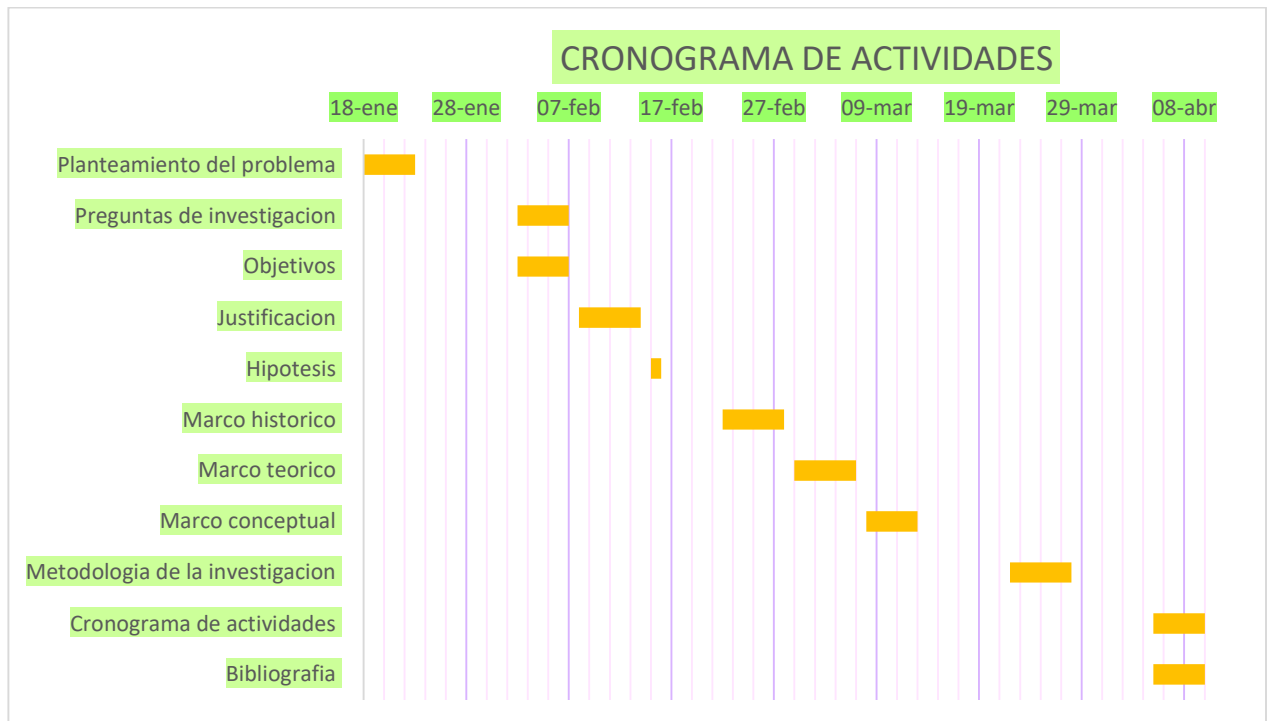 CRONOGRAMA DE ACTIVIDADES
18-ene 28-ene 07-feb 17-feb 27-feb 09-mar 19-mar 29-mar 08-abr
Planteamiento del problema
Preguntas de investigacion
Objetivos
Justificacion
Hipotesis
Marco historico
Marco teorico
Marco conceptual
Metodologia de la investigacion
Cronograma de actividades
Bibliografia